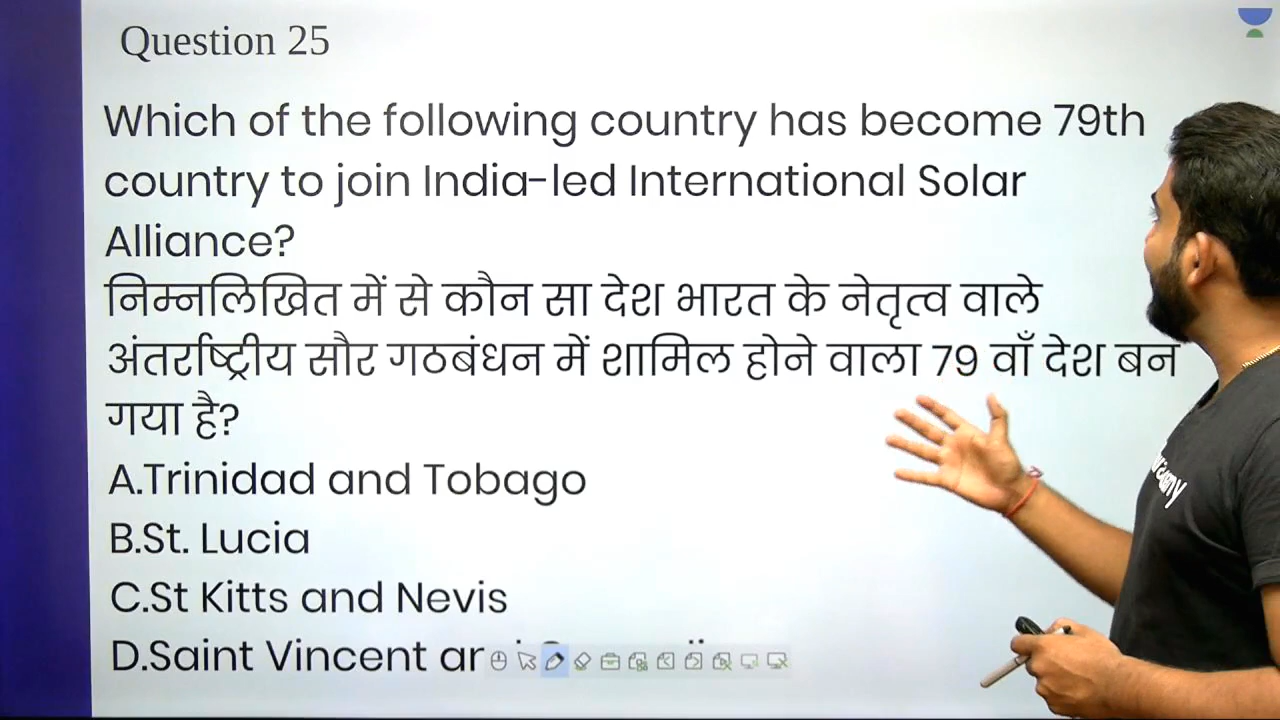 Question 25
Which of the following country has become 79th
country to join India-led International Solar
Alliance?
निम्नलिखित में से कौन सा देश भारत के नेतृत्व वाले
अंतर्राष्ट्रीय सौर गठबंधन में शामिल होने वाला 79 वाँ देश बन
गया है?
A.Trinidad and Tobago
B.St. Lucia
C.St Kitts and Nevis
D.Saint Vincent